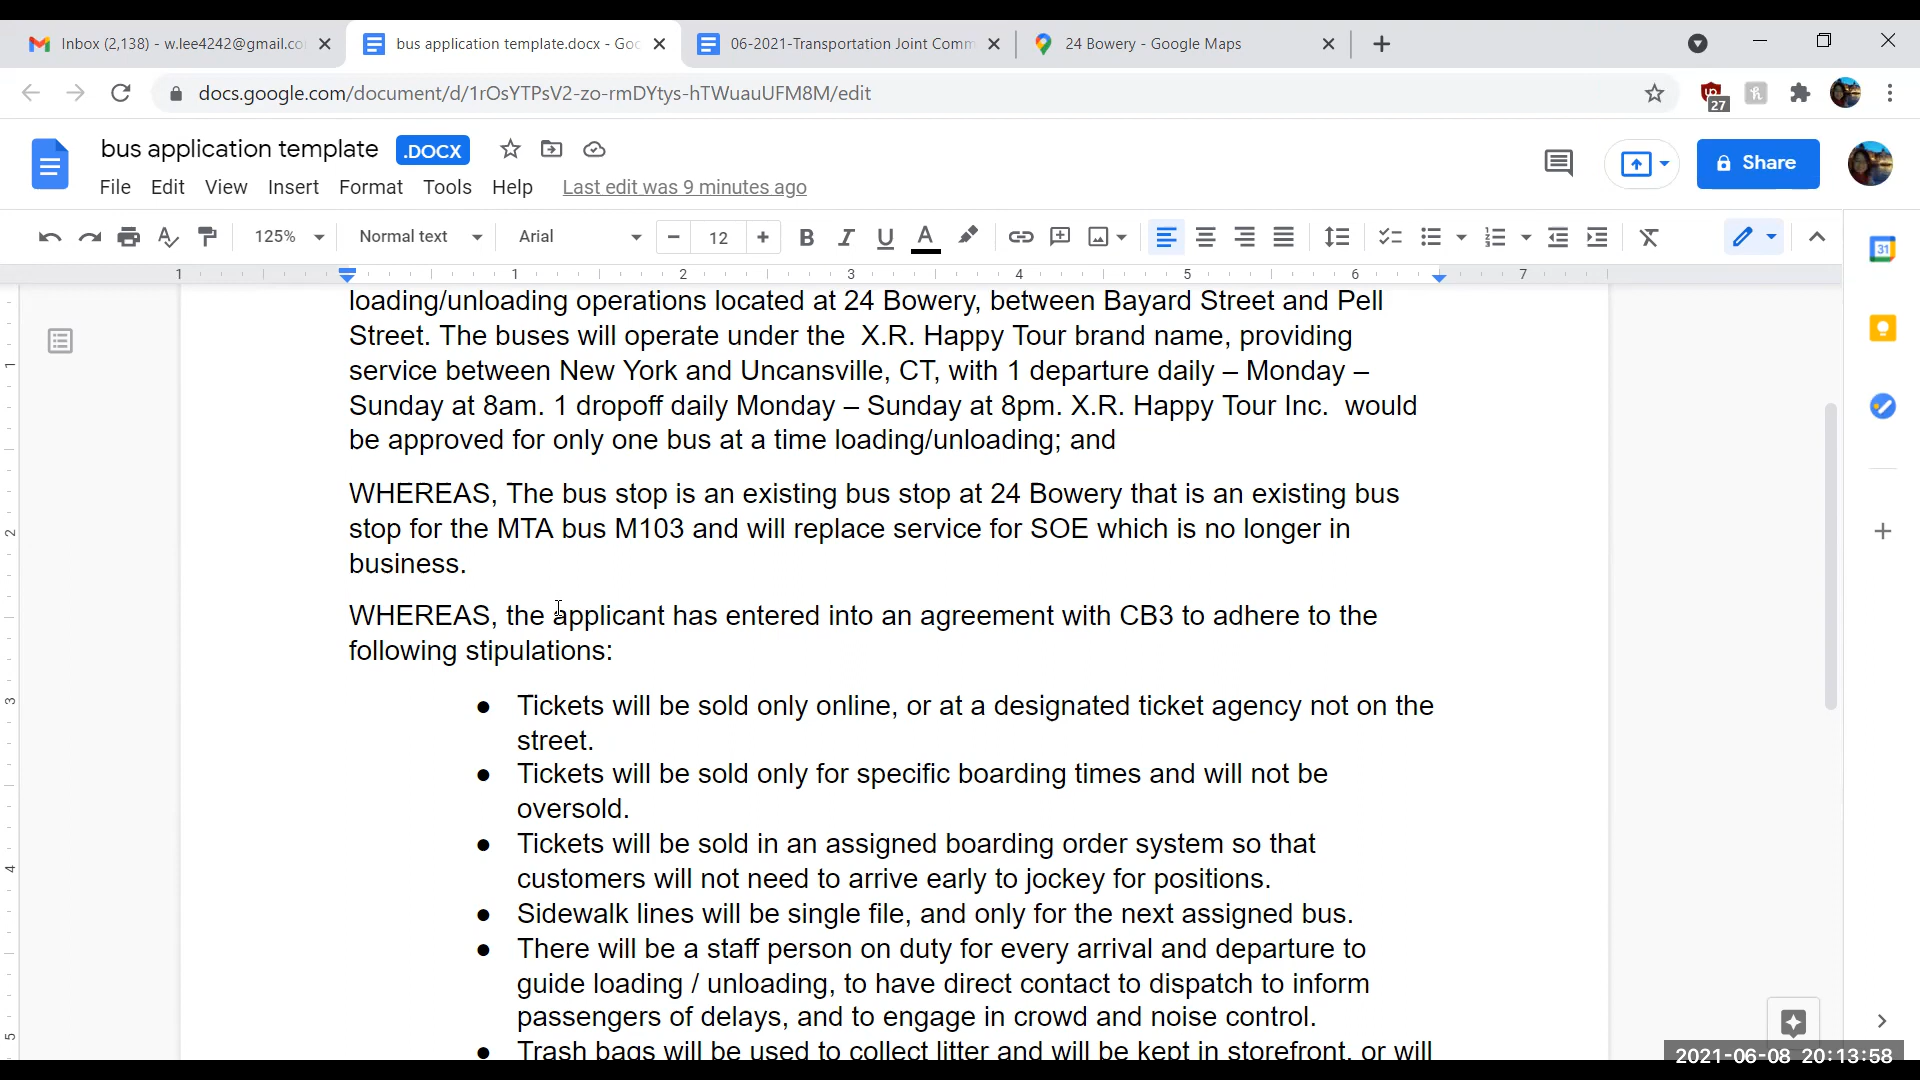 Inbox (2,138) - w.lee4242@gmail.co
bus application template.docx - Goo
06-2021-Transportation Joint Comm
24 Bowery - Google Maps
docs.google.com/document/d/1rOsYTPsV2-zo-rmDYtys-hTWuauUFM8M/edit
27
bus application template .DOCX
Share
File Edit View Insert Format Tools Help Last edit was 9 minutes ago
125% Normal text Arial 12 B I U A
31
1 1 2 3 4 5 6 7
loading/unloading operations located at 24 Bowery, between Bayard Street and Pell
Street. The buses will operate under the  X.R. Happy Tour brand name, providing
service between New York and Uncansville, CT, with 1 departure daily – Monday –
Sunday at 8am. 1 dropoff daily Monday – Sunday at 8pm. X.R. Happy Tour Inc.  would
be approved for only one bus at a time loading/unloading; and
WHEREAS, The bus stop is an existing bus stop at 24 Bowery that is an existing bus
stop for the MTA bus M103 and will replace service for SOE which is no longer in
business.
WHEREAS, the applicant has entered into an agreement with CB3 to adhere to the
following stipulations:
● Tickets will be sold only online, or at a designated ticket agency not on the
street.
● Tickets will be sold only for specific boarding times and will not be
oversold.
● Tickets will be sold in an assigned boarding order system so that
customers will not need to arrive early to jockey for positions.
● Sidewalk lines will be single file, and only for the next assigned bus.
● There will be a staff person on duty for every arrival and departure to
guide loading / unloading, to have direct contact to dispatch to inform
passengers of delays, and to engage in crowd and noise control.
● Trash bags will be used to collect litter and will be kept in storefront, or will
1
2
3
4
5
2021-06-08 20:13:58